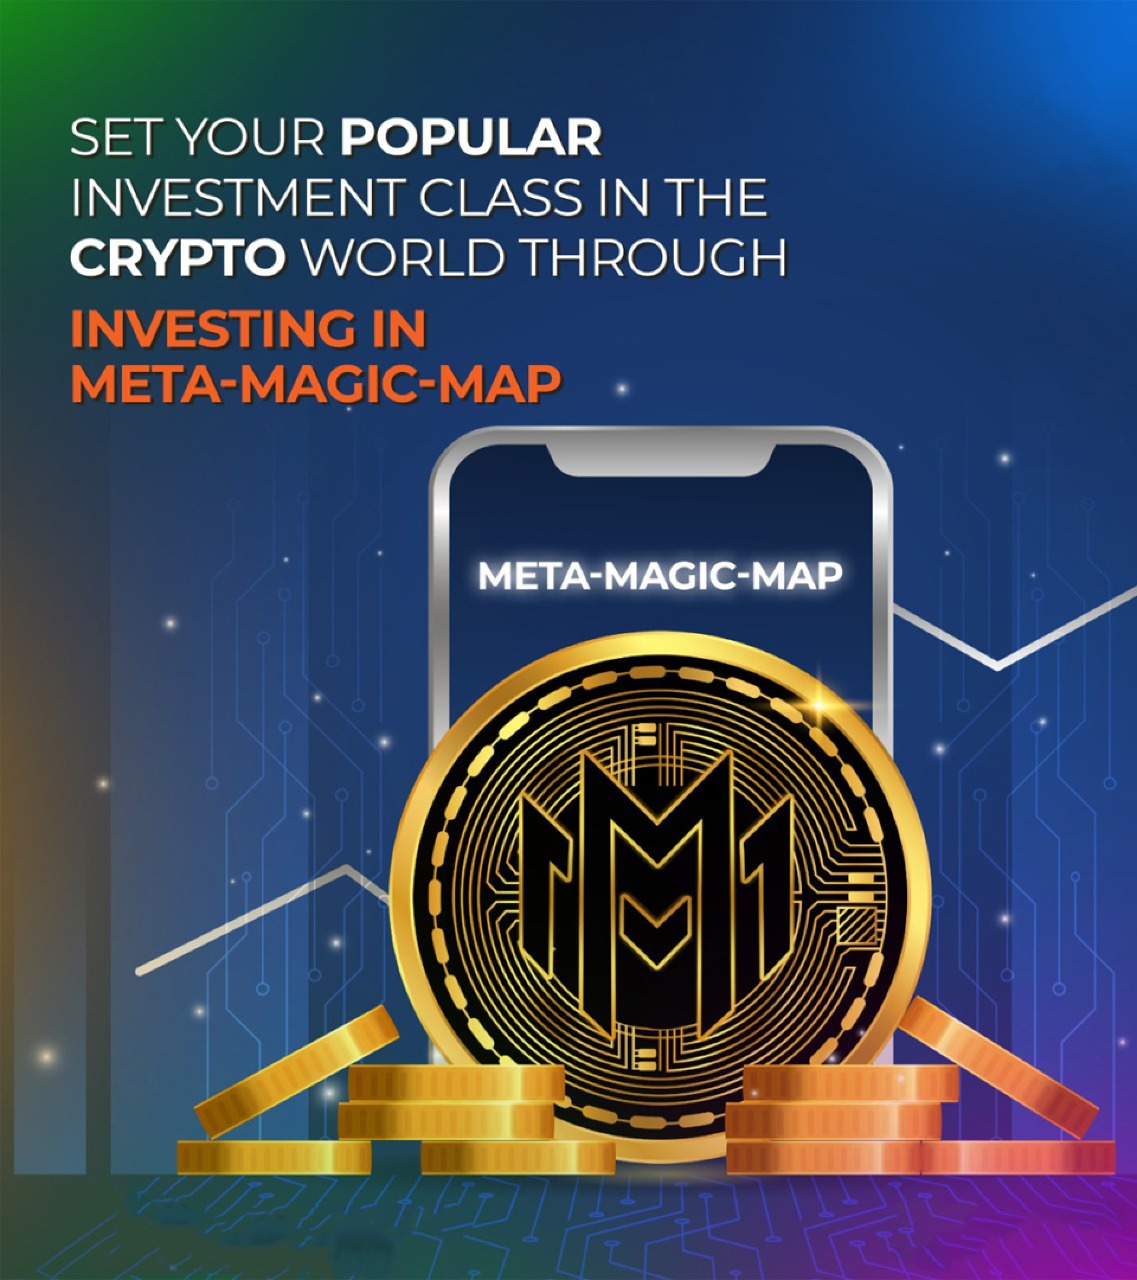 SET YOUR POPULAR
INVESTMENT CLASS IN THE
CRYPTO WORLD THROUGH
INVESTING IN
META-MAGIC-MAP
META-MAGIC-MAP